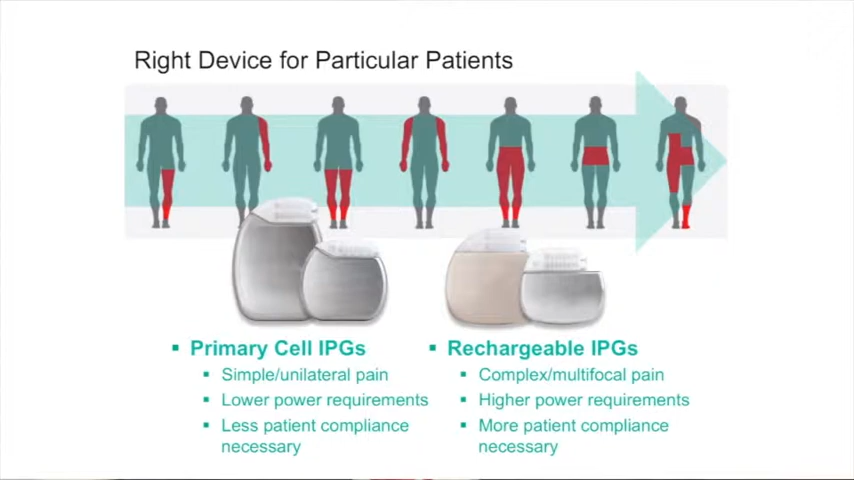 Right Device for Particular Patients
▪ Primary Cell IPGs
▪ Simple/unilateral pain
▪ Lower power requirements
▪ Less patient compliance
necessary
▪ Rechargeable IPGs
▪ Complex/multifocal pain
▪ Higher power requirements
▪ More patient compliance
necessary